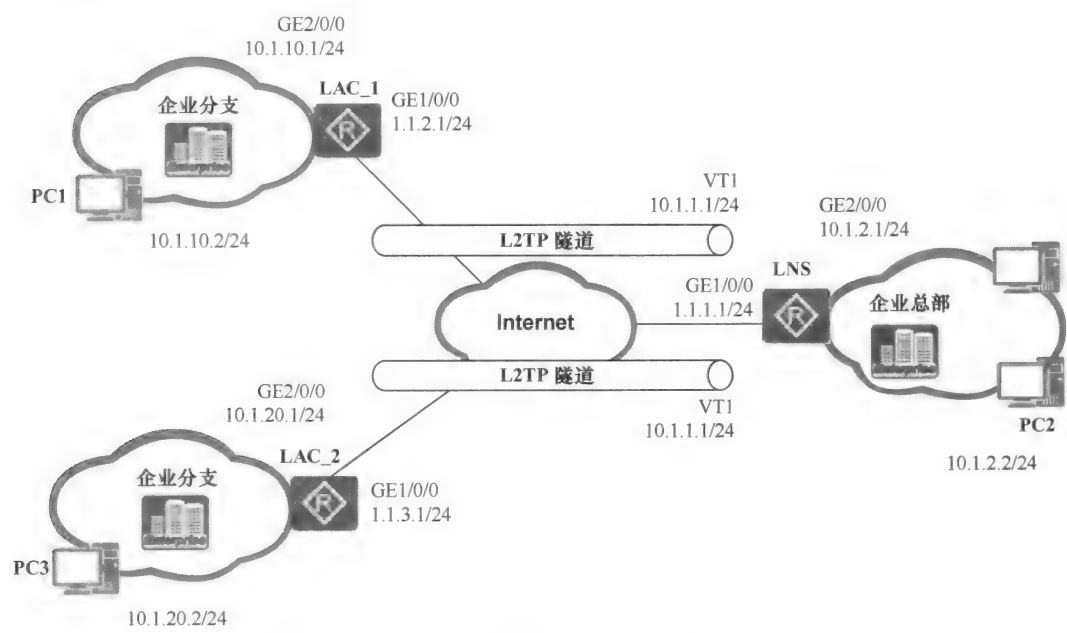 GE2/0/0
10.1.10.1/24
LAC_1
企业分支
GE1/0/0
1.1.2.1/24
PC1
10.1.10.2/24
VT1
10.1.1.1/24
GE2/0/0
10.1.2.1/24
L2TP 隧道
LNS
GE1/0/0
1.1.1.1/24
企业总部
Internet
Enterprise
L2TP 隧道
GE2/0/0
10.1.20.1/24
VT1
10.1.1.1/24
PC2
LAC_2
10.1.2.2/24
企业分支
GE1/0/0
1.1.3.1/24
Enterprise
PC3
10.1.20.2/24